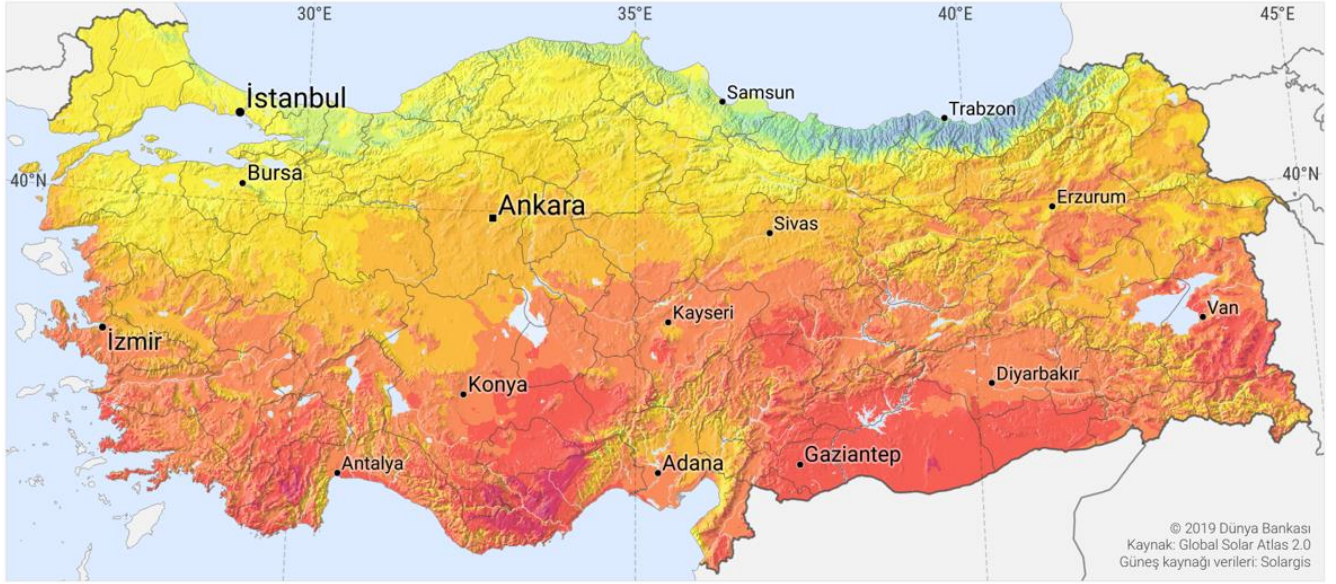 30°E
35°E
40°E
45°E
İstanbul
Samsun
Trabzon
Bursa
40°N
40°N
Ankara
Erzurum
Sivas
Kayseri
Van
İzmir
Konya
Diyarbakır
Antalya
Adana
Gaziantep
© 2019 Dünya Bankası
Kaynak: Global Solar Atlas 2.0
Güneş kaynağı verileri: Solargis